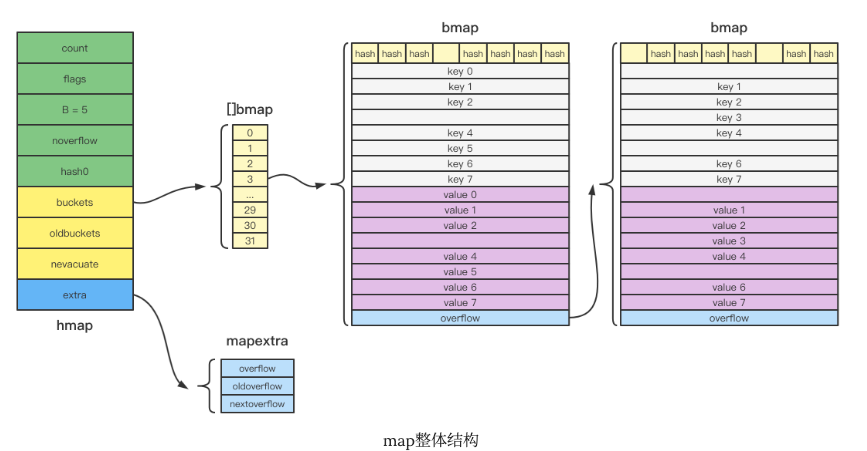 bmap
bmap
count
flags
B = 5
noverflow
hash0
buckets
oldbuckets
nevacuate
extra
hmap
[]bmap
0
1
2
3
...
29
30
31
hash hash hash hash hash hash hash
key 0
key 1
key 2
key 4
key 5
key 6
key 7
value 0
value 1
value 2
value 4
value 5
value 6
value 7
overflow
hash hash hash hash hash hash
key 1
key 2
key 3
key 4
key 6
key 7
value 1
value 2
value 3
value 4
value 6
value 7
overflow
mapextra
overflow
oldoverflow
nextoverflow
map整体结构